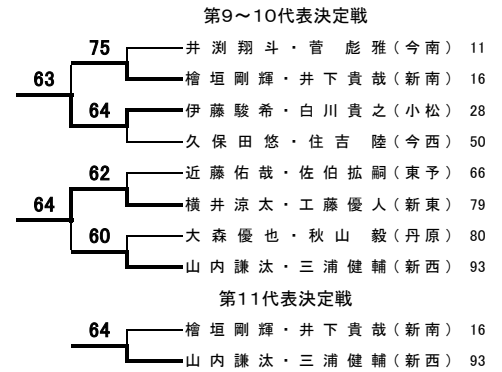 第9～10代表決定戦
75 井 渕 翔 斗 ・ 菅 彪 雅 ( 今 南 ) 11
63
檜 垣 剛 輝 ・ 井 下 貴 哉 ( 新 南 ) 16
64 伊 藤 駿 希 ・ 白 川 貴 之 ( 小 松 ) 28
久 保 田 悠 ・ 住 吉 陸 ( 今 西 ) 50
62 近 藤 佑 哉 ・ 佐 伯 拡 嗣 ( 東 予 ) 66
64
横 井 涼 太 ・ 工 藤 優 人 ( 新 東 ) 79
60 大 森 優 也 ・ 秋 山 毅 ( 丹 原 ) 80
山 内 謙 汰 ・ 三 浦 健 輔 ( 新 西 ) 93
第11代表決定戦
64 檜 垣 剛 輝 ・ 井 下 貴 哉 ( 新 南 ) 16
山 内 謙 汰 ・ 三 浦 健 輔 ( 新 西 ) 93